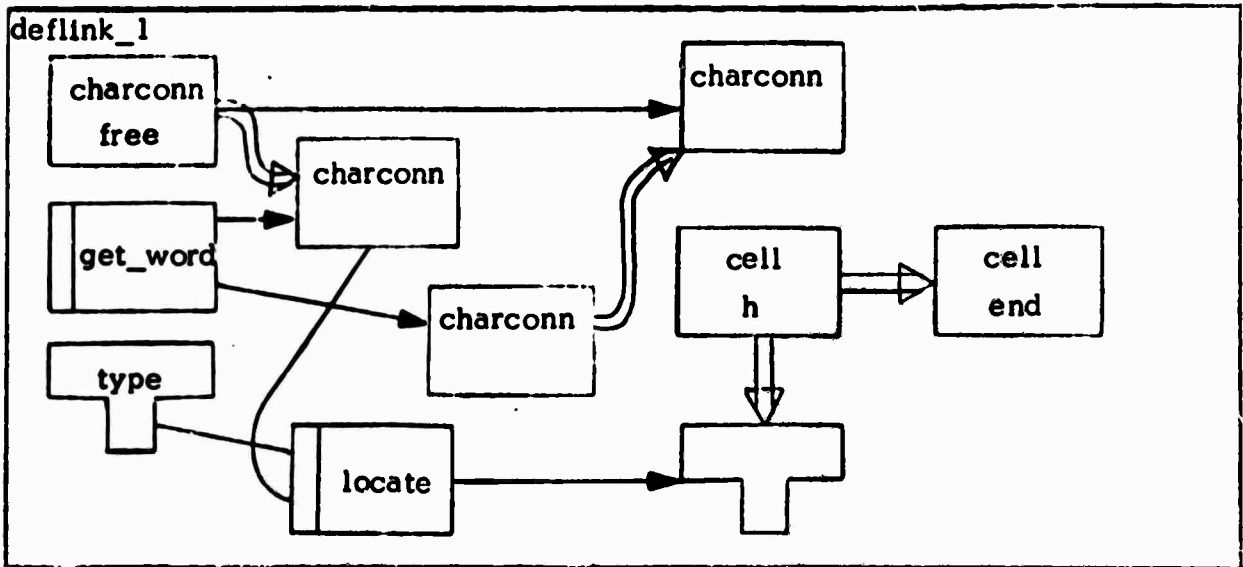 deflink_1
charconn
free
charconn
charconn
get_word
cell
h
cell
end
charconn
type
locate